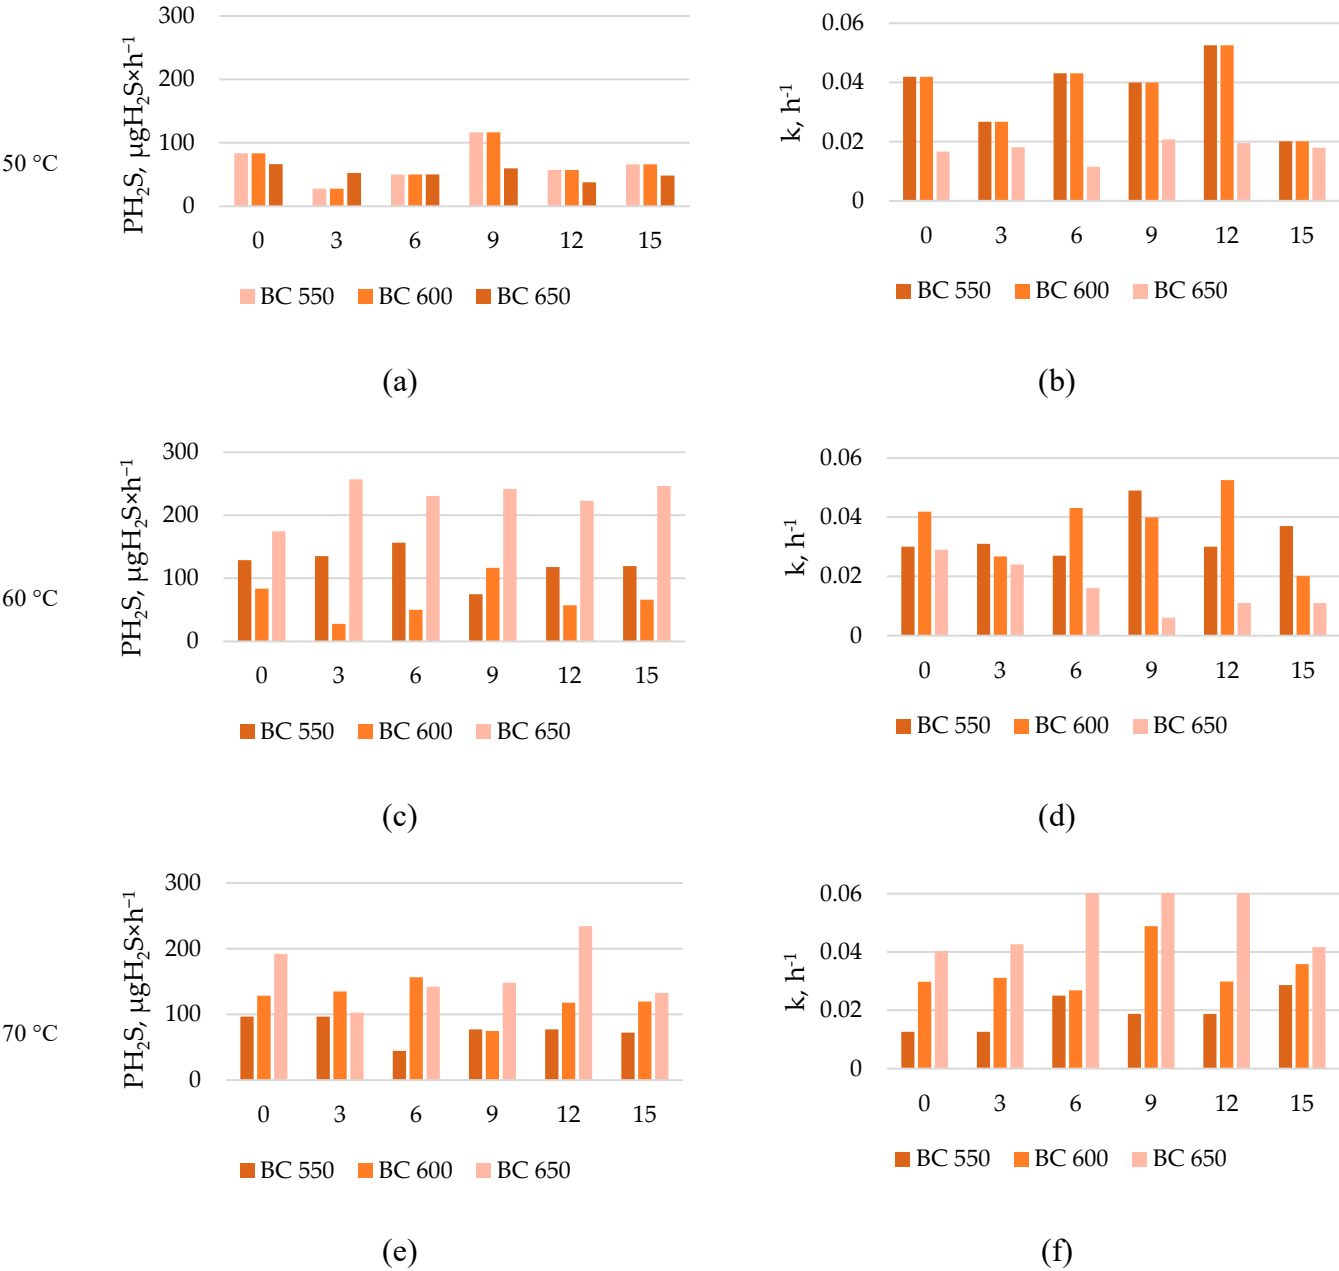 50 °C
PH₂S, µgH₂S×h⁻¹
300
200
100
0
0 3 6 9 12 15
BC 550 BC 600 BC 650
(a)
k, h⁻¹
0.06
0.04
0.02
0
0 3 6 9 12 15
BC 550 BC 600 BC 650
(b)
60 °C
PH₂S, µgH₂S×h⁻¹
300
200
100
0
0 3 6 9 12 15
BC 550 BC 600 BC 650
(c)
k, h⁻¹
0.06
0.04
0.02
0
0 3 6 9 12 15
BC 550 BC 600 BC 650
(d)
70 °C
PH₂S, µgH₂S×h⁻¹
300
200
100
0
0 3 6 9 12 15
BC 550 BC 600 BC 650
(e)
k, h⁻¹
0.06
0.04
0.02
0
0 3 6 9 12 15
BC 550 BC 600 BC 650
(f)